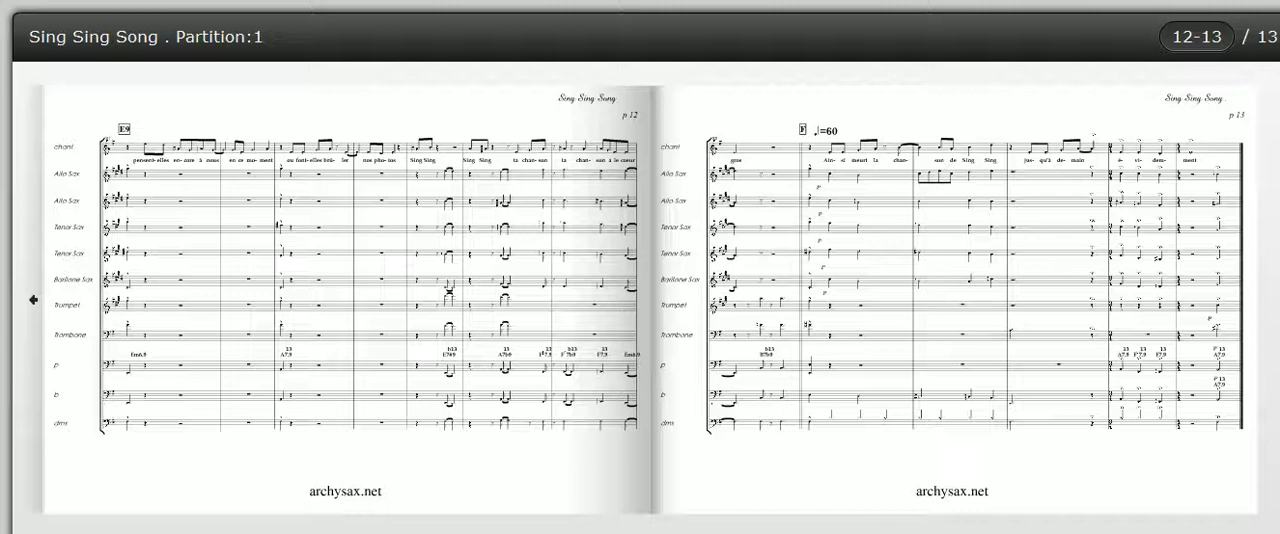 Sing Sing Song . Partition:1
12-13 / 13
Sing Sing Song
p 12
E9
chant
pensent-elles en-core à nous en ce mo-ment ou font-elles brû-ler nos pho-tos Sing Sing Sing Sing ta chan-son ta chan-son a le cœur
Alto Sax
Alto Sax
Tenor Sax
Tenor Sax
Baritone Sax
Trumpet
Trombone
p
b
dms
archysax.net
Sing Sing Song .
p 13
F
♩=60
chant
gros Ain-si meurt la chan-son de Sing Sing jus-qu'à de-main é-vi-dem-ment
Alto Sax
Alto Sax
Tenor Sax
Tenor Sax
Baritone Sax
Trumpet
Trombone
p
b
dms
archysax.net